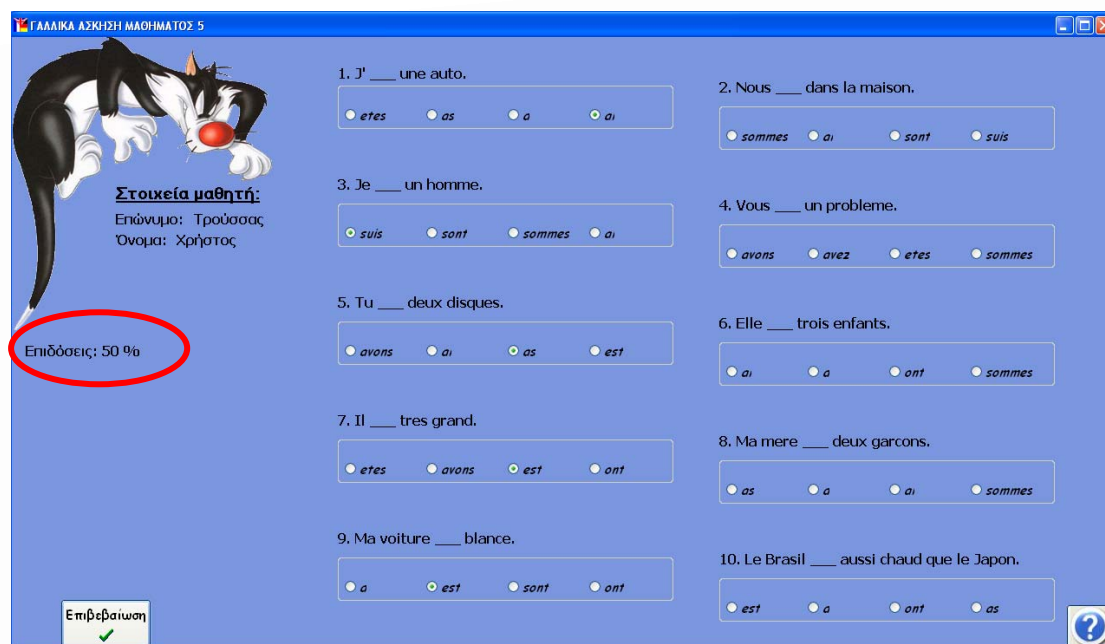 ΓΑΛΛΙΚΑ ΑΣΚΗΣΗ ΜΑΘΗΜΑΤΟΣ 5
Στοιχεία μαθητή:
Επώνυμο: Τρούσσας
Όνομα: Χρήστος
Επιδόσεις: 50 %
1. J' ___ une auto.
etes as a ai
2. Nous ___ dans la maison.
sommes ai sont suis
3. Je ___ un homme.
suis sont sommes ai
4. Vous ___ un probleme.
avons avez etes sommes
5. Tu ___ deux disques.
avons ai as est
6. Elle ___ trois enfants.
ai a ont sommes
7. Il ___ tres grand.
etes avons est ont
8. Ma mere ___ deux garcons.
as a ai sommes
9. Ma voiture ___ blance.
a est sont ont
10. Le Brasil ___ aussi chaud que le Japon.
est a ont as
Επιβεβαίωση
?